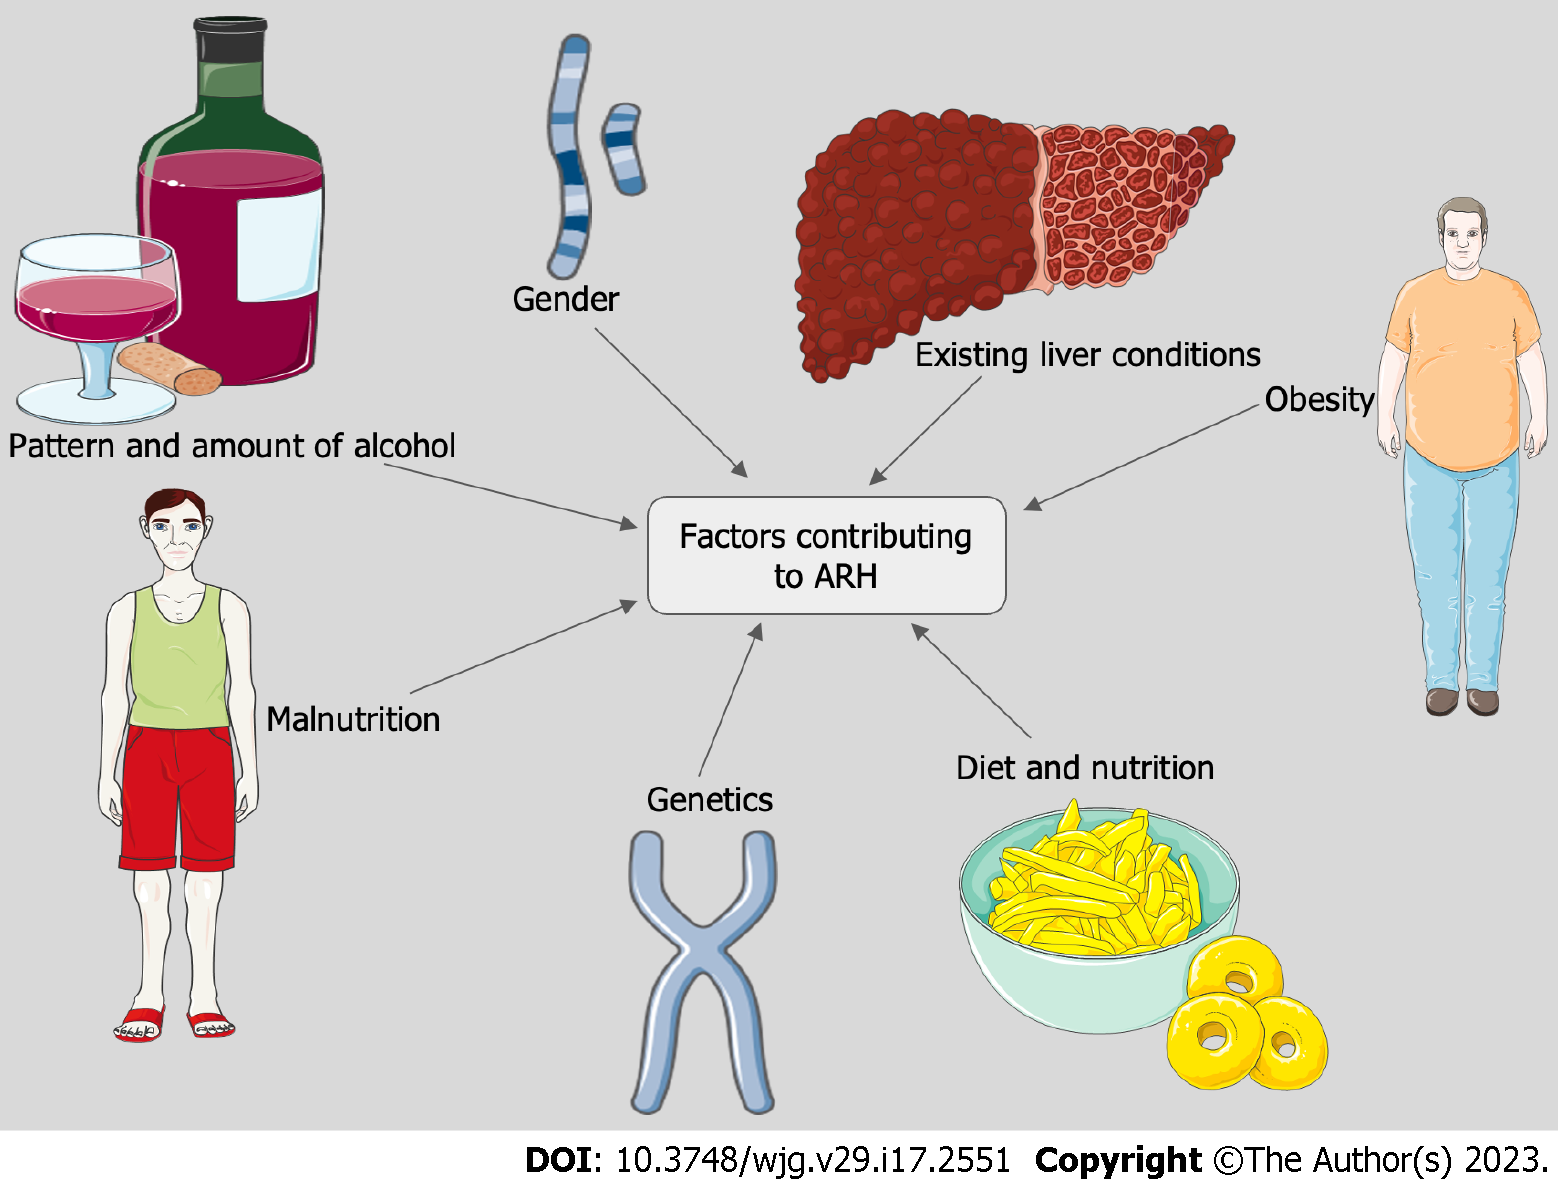 Gender
Existing liver conditions
Obesity
Pattern and amount of alcohol
Factors contributing
to ARH
Malnutrition
Genetics
Diet and nutrition
DOI: 10.3748/wjg.v29.i17.2551 Copyright ©The Author(s) 2023.